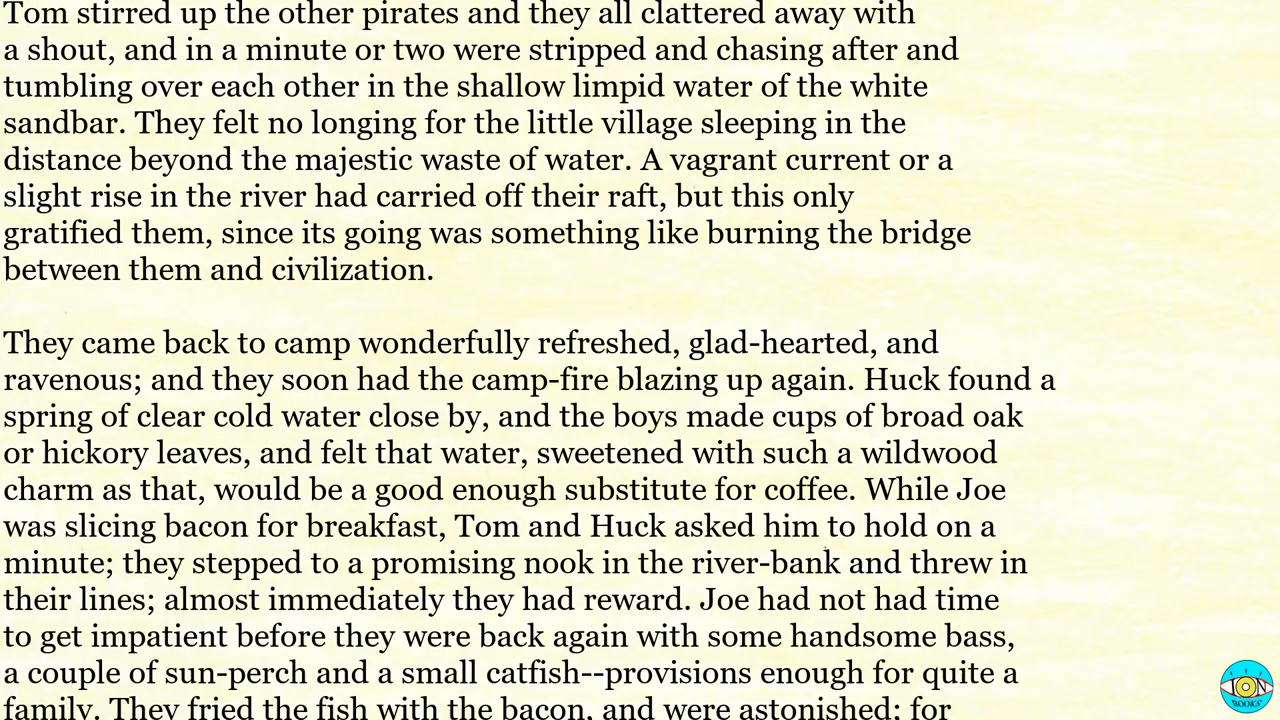 Tom stirred up the other pirates and they all clattered away with
a shout, and in a minute or two were stripped and chasing after and
tumbling over each other in the shallow limpid water of the white
sandbar. They felt no longing for the little village sleeping in the
distance beyond the majestic waste of water. A vagrant current or a
slight rise in the river had carried off their raft, but this only
gratified them, since its going was something like burning the bridge
between them and civilization.
They came back to camp wonderfully refreshed, glad-hearted, and
ravenous; and they soon had the camp-fire blazing up again. Huck found a
spring of clear cold water close by, and the boys made cups of broad oak
or hickory leaves, and felt that water, sweetened with such a wildwood
charm as that, would be a good enough substitute for coffee. While Joe
was slicing bacon for breakfast, Tom and Huck asked him to hold on a
minute; they stepped to a promising nook in the river-bank and threw in
their lines; almost immediately they had reward. Joe had not had time
to get impatient before they were back again with some handsome bass,
a couple of sun-perch and a small catfish--provisions enough for quite a
family. They fried the fish with the bacon, and were astonished; for
ION
BOOKS